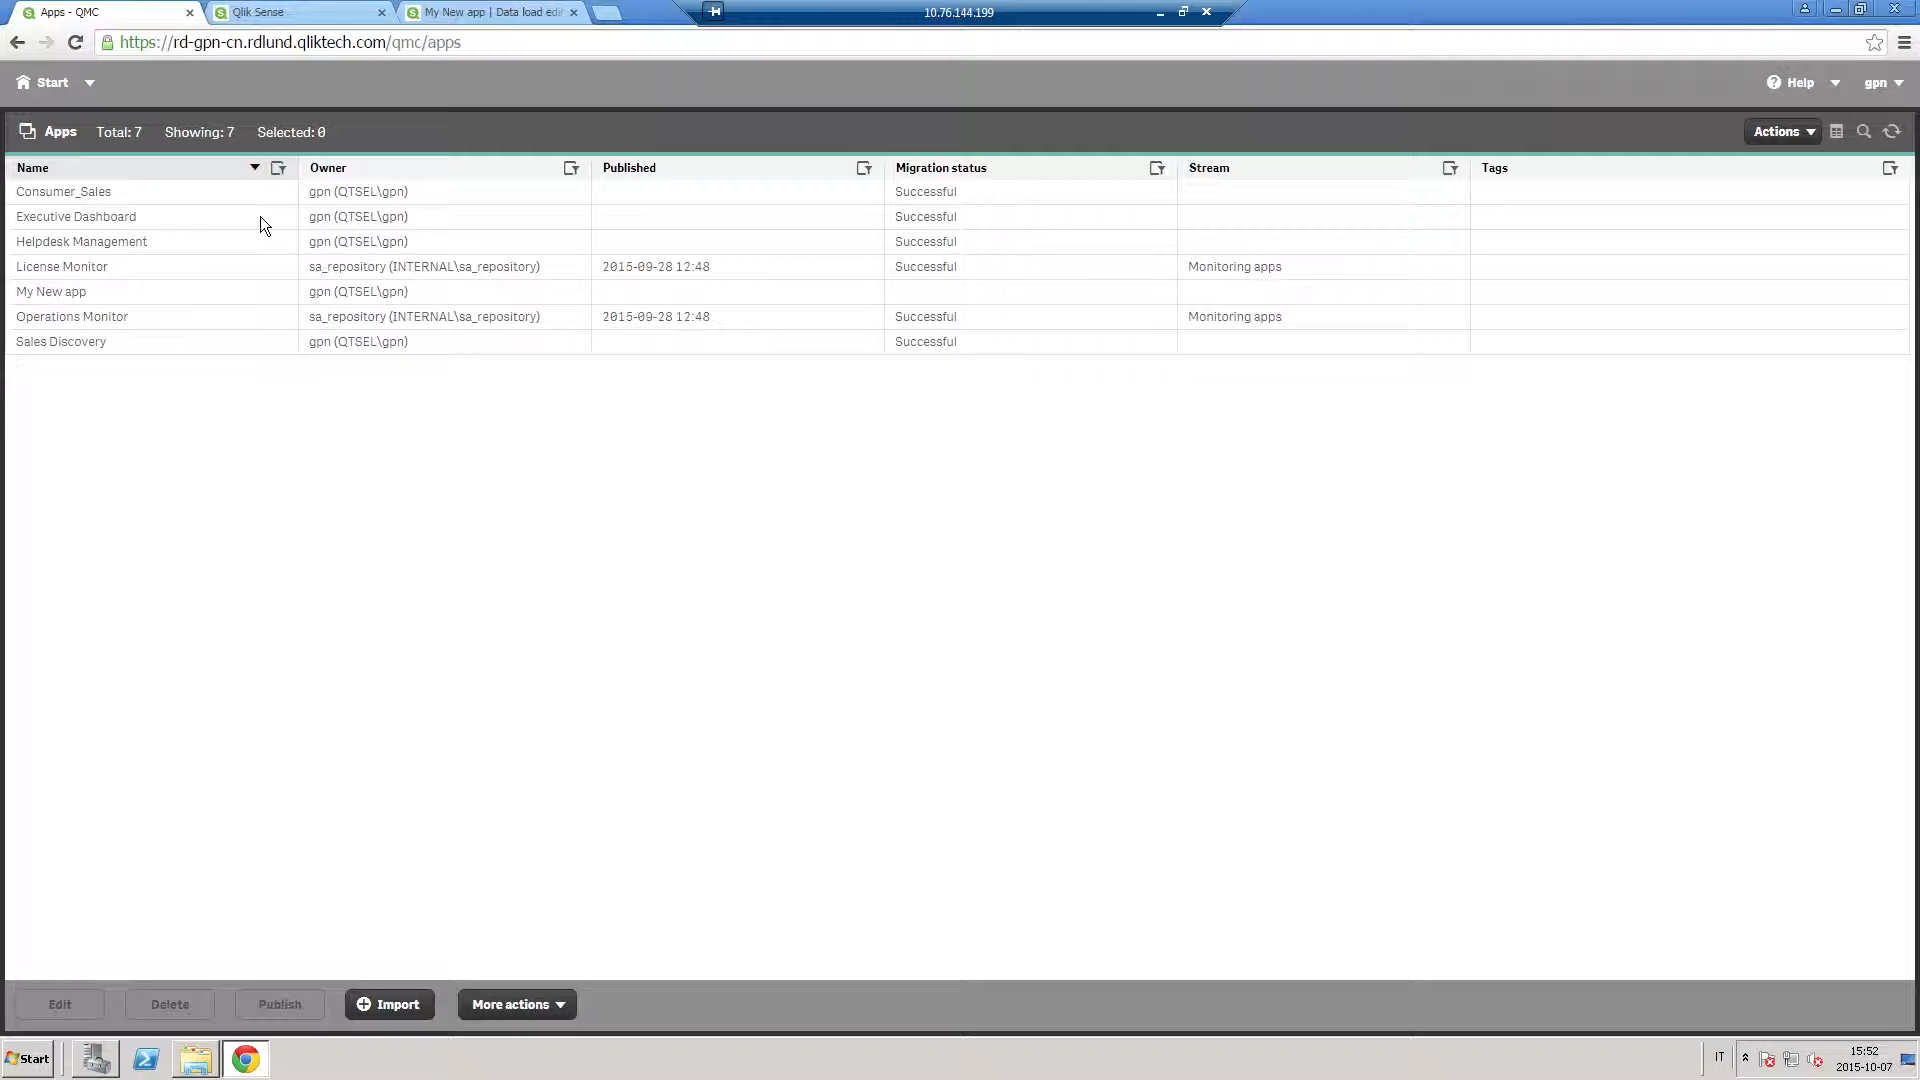 Apps - QMC
Qlik Sense
My New app | Data load edi
10.76.144.199
https://rd-gpn-cn.rdlund.qliktech.com/qmc/apps
Start
Help
gpn
Apps Total: 7 Showing: 7 Selected: 0
Actions
Name Owner Published Migration status Stream Tags
Consumer_Sales gpn (QTSEL\gpn) Successful
Executive Dashboard gpn (QTSEL\gpn) Successful
Helpdesk Management gpn (QTSEL\gpn) Successful
License Monitor sa_repository (INTERNAL\sa_repository) 2015-09-28 12:48 Successful Monitoring apps
My New app gpn (QTSEL\gpn)
Operations Monitor sa_repository (INTERNAL\sa_repository) 2015-09-28 12:48 Successful Monitoring apps
Sales Discovery gpn (QTSEL\gpn) Successful
Edit Delete Publish Import More actions
Start
IT
15:52
2015-10-07